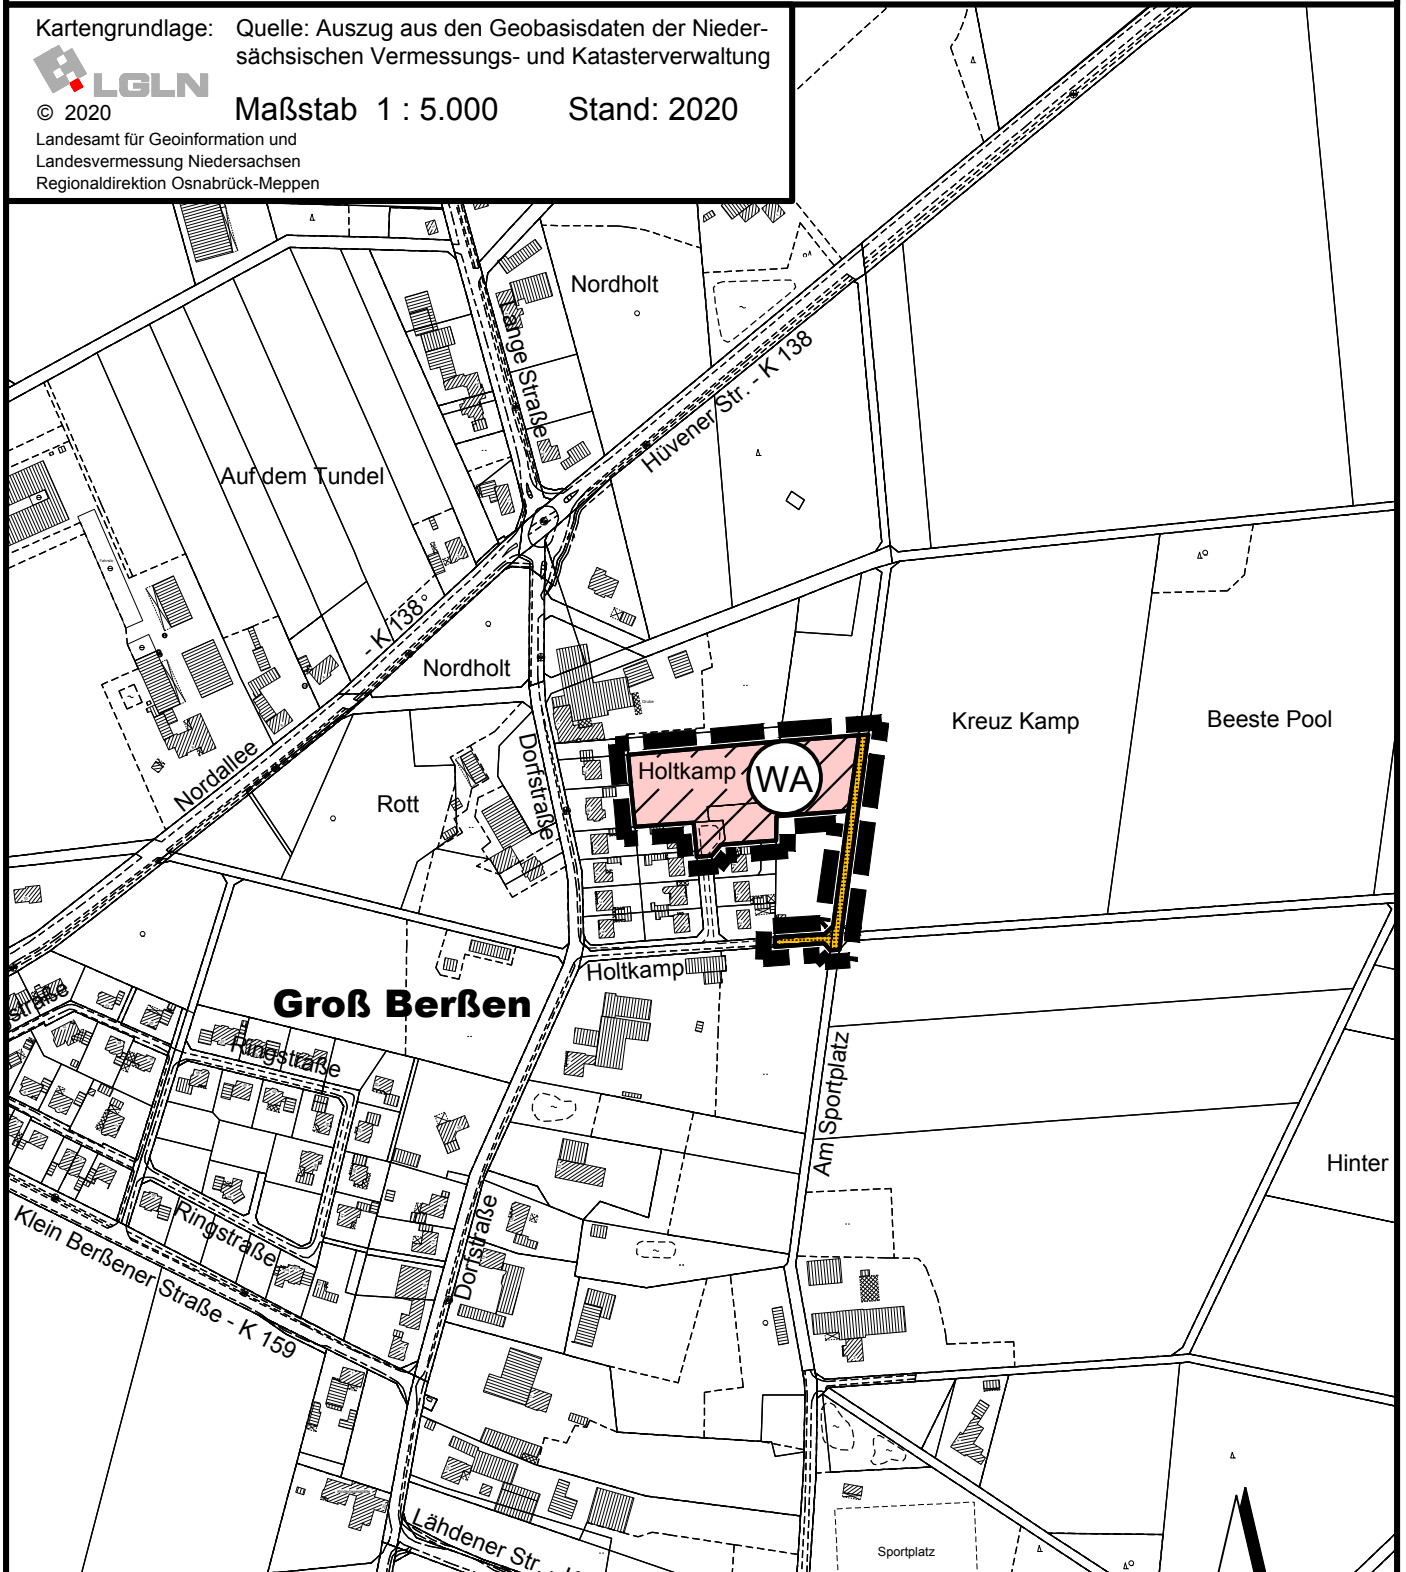 Kartengrundlage: Quelle: Auszug aus den Geobasisdaten der Nieder-
sächsischen Vermessungs- und Katasterverwaltung
LGLN
© 2020 Maßstab 1 : 5.000 Stand: 2020
Landesamt für Geoinformation und
Landesvermessung Niedersachsen
Regionaldirektion Osnabrück-Meppen
Nordholt
Lange Straße
Hüvener Str. - K 138
Auf dem Tundel
- K 138
Nordholt
Kreuz Kamp
Beeste Pool
Nordallee
Dorfstraße
Holtkamp
WA
Rott
Holtkamp
Groß Berßen
straße
Ringstraße
Am Sportplatz
Hinter
Ringstraße
Dorfstraße
Klein Berßener Straße - K 159
Lähdener Str.
Sportplatz